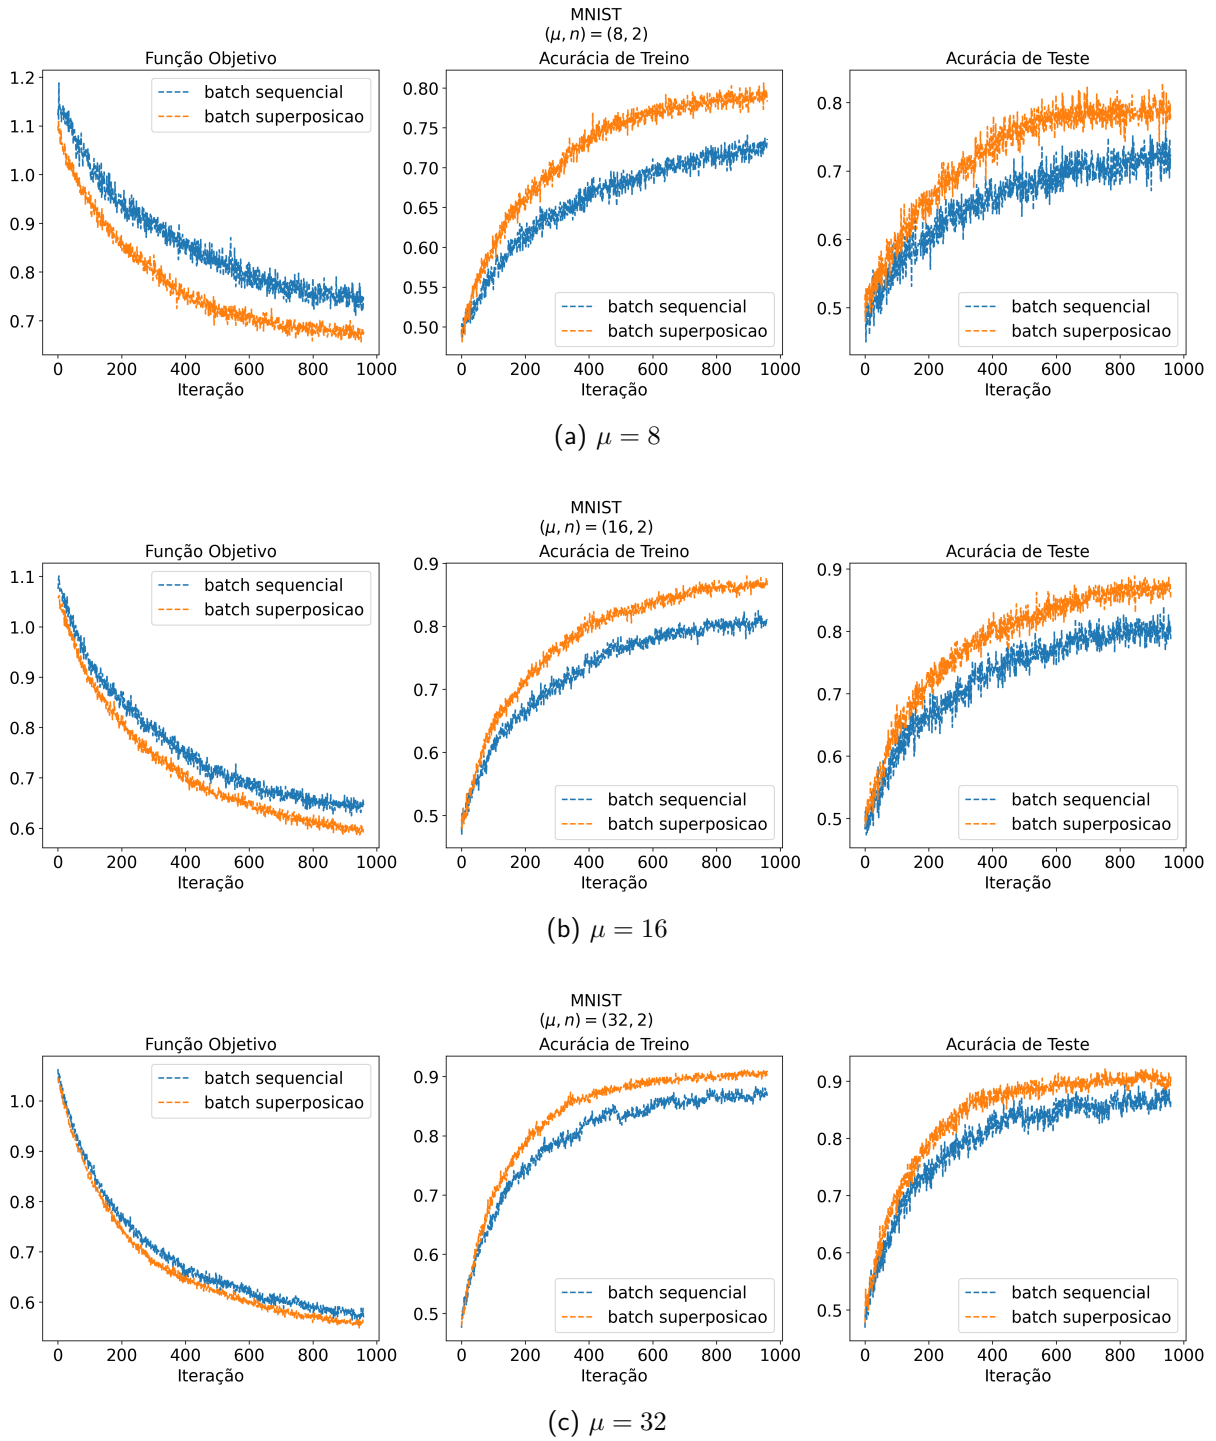 MNIST
(μ, n) = (8, 2)
Função Objetivo
1.2
1.1
1.0
0.9
0.8
0.7
0 200 400 600 800 1000
Iteração
batch sequencial
batch superposicao
Acurácia de Treino
0.80
0.75
0.70
0.65
0.60
0.55
0.50
0 200 400 600 800 1000
Iteração
batch sequencial
batch superposicao
Acurácia de Teste
0.8
0.7
0.6
0.5
0 200 400 600 800 1000
Iteração
batch sequencial
batch superposicao
(a) μ = 8
MNIST
(μ, n) = (16, 2)
Função Objetivo
1.1
1.0
0.9
0.8
0.7
0.6
0 200 400 600 800 1000
Iteração
batch sequencial
batch superposicao
Acurácia de Treino
0.9
0.8
0.7
0.6
0.5
0 200 400 600 800 1000
Iteração
batch sequencial
batch superposicao
Acurácia de Teste
0.9
0.8
0.7
0.6
0.5
0 200 400 600 800 1000
Iteração
batch sequencial
batch superposicao
(b) μ = 16
MNIST
(μ, n) = (32, 2)
Função Objetivo
1.0
0.9
0.8
0.7
0.6
0 200 400 600 800 1000
Iteração
batch sequencial
batch superposicao
Acurácia de Treino
0.9
0.8
0.7
0.6
0.5
0 200 400 600 800 1000
Iteração
batch sequencial
batch superposicao
Acurácia de Teste
0.9
0.8
0.7
0.6
0.5
0 200 400 600 800 1000
Iteração
batch sequencial
batch superposicao
(c) μ = 32